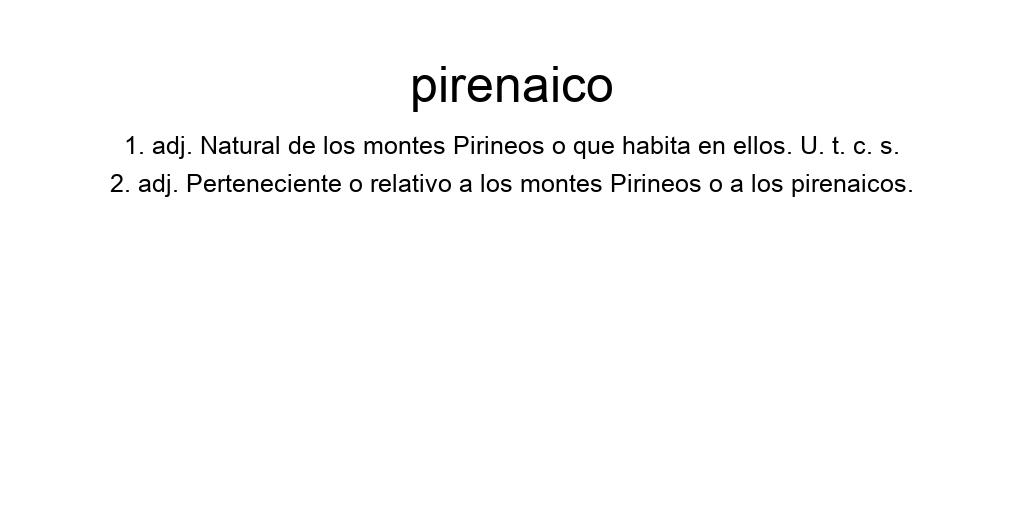 pirenaico
1. adj. Natural de los montes Pirineos o que habita en ellos. U. t. c. s.
2. adj. Perteneciente o relativo a los montes Pirineos o a los pirenaicos.